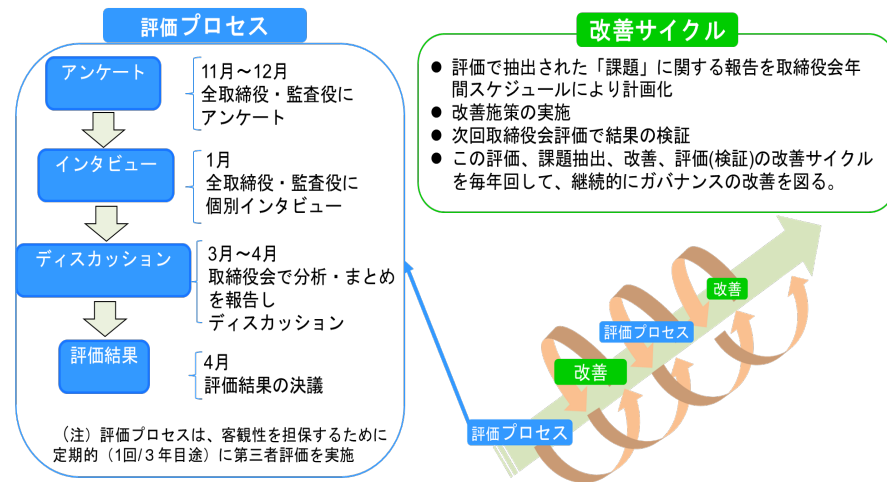 評価プロセス
アンケート
11月～12月
全取締役・監査役に
アンケート
インタビュー
1月
全取締役・監査役に
個別インタビュー
ディスカッション
3月～4月
取締役会で分析・まとめ
を報告し
ディスカッション
評価結果
4月
評価結果の決議
（注）評価プロセスは、客観性を担保するために
定期的（1回/３年目途）に第三者評価を実施
改善サイクル
● 評価で抽出された「課題」に関する報告を取締役会年
間スケジュールにより計画化
● 改善施策の実施
● 次回取締役会評価で結果の検証
● この評価、課題抽出、改善、評価(検証)の改善サイクル
を毎年回して、継続的にガバナンスの改善を図る。
改善
評価プロセス
改善
評価プロセス